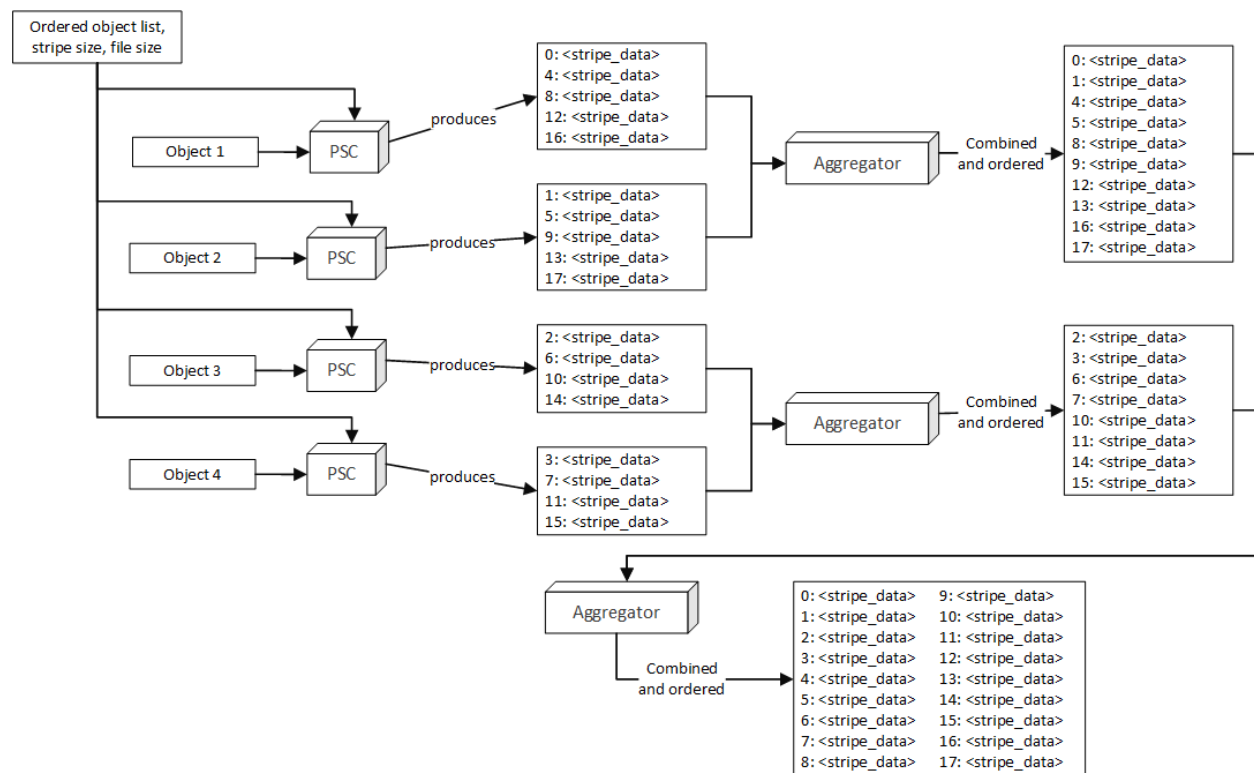 Ordered object list,
stripe size, file size
Object 1
PSC
produces
0: <stripe_data>
4: <stripe_data>
8: <stripe_data>
12: <stripe_data>
16: <stripe_data>
Object 2
PSC
produces
1: <stripe_data>
5: <stripe_data>
9: <stripe_data>
13: <stripe_data>
17: <stripe_data>
Aggregator
Combined
and ordered
0: <stripe_data>
1: <stripe_data>
4: <stripe_data>
5: <stripe_data>
8: <stripe_data>
9: <stripe_data>
12: <stripe_data>
13: <stripe_data>
16: <stripe_data>
17: <stripe_data>
Object 3
PSC
produces
2: <stripe_data>
6: <stripe_data>
10: <stripe_data>
14: <stripe_data>
Object 4
PSC
produces
3: <stripe_data>
7: <stripe_data>
11: <stripe_data>
15: <stripe_data>
Aggregator
Combined
and ordered
2: <stripe_data>
3: <stripe_data>
6: <stripe_data>
7: <stripe_data>
10: <stripe_data>
11: <stripe_data>
14: <stripe_data>
15: <stripe_data>
Aggregator
Combined
and ordered
0: <stripe_data>
1: <stripe_data>
2: <stripe_data>
3: <stripe_data>
4: <stripe_data>
5: <stripe_data>
6: <stripe_data>
7: <stripe_data>
8: <stripe_data>
9: <stripe_data>
10: <stripe_data>
11: <stripe_data>
12: <stripe_data>
13: <stripe_data>
14: <stripe_data>
15: <stripe_data>
16: <stripe_data>
17: <stripe_data>